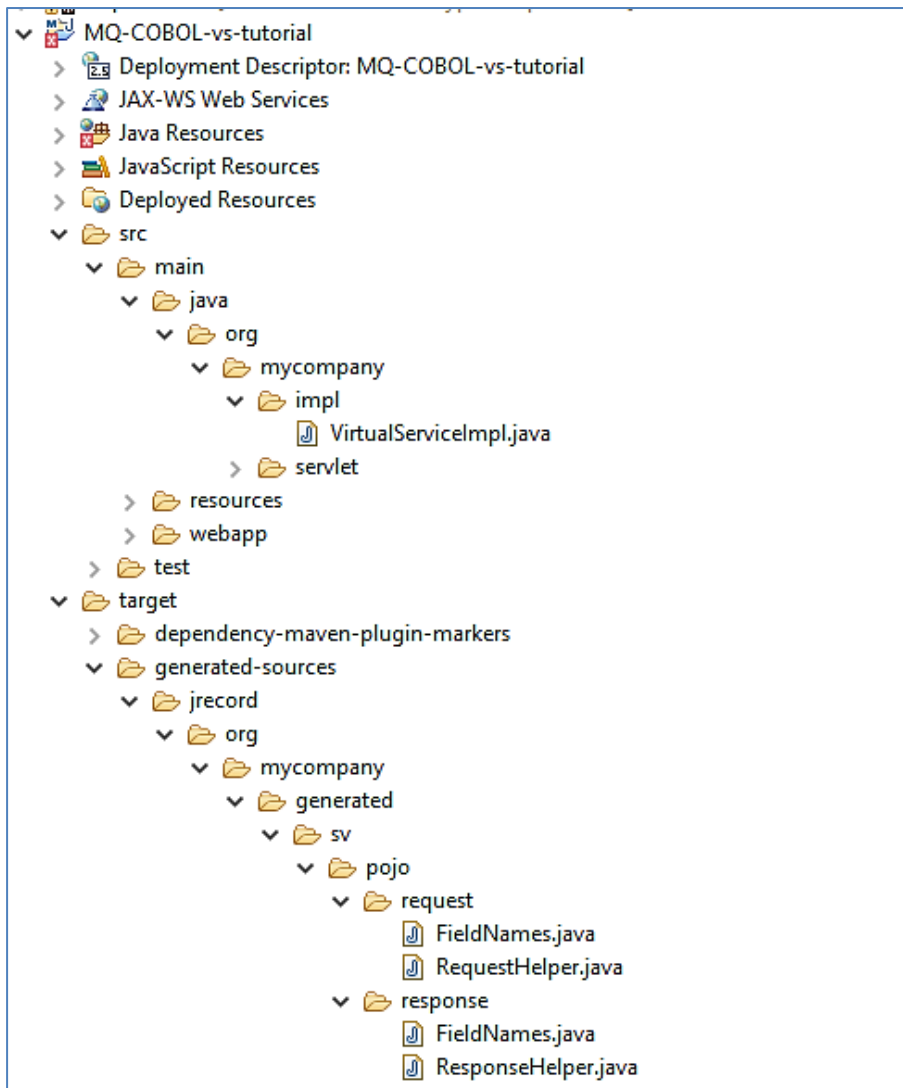 MQ-COBOL-vs-tutorial
Deployment Descriptor: MQ-COBOL-vs-tutorial
JAX-WS Web Services
Java Resources
JavaScript Resources
Deployed Resources
src
main
java
org
mycompany
impl
VirtualServiceImpl.java
servlet
resources
webapp
test
target
dependency-maven-plugin-markers
generated-sources
jrecord
org
mycompany
generated
sv
pojo
request
FieldNames.java
RequestHelper.java
response
FieldNames.java
ResponseHelper.java